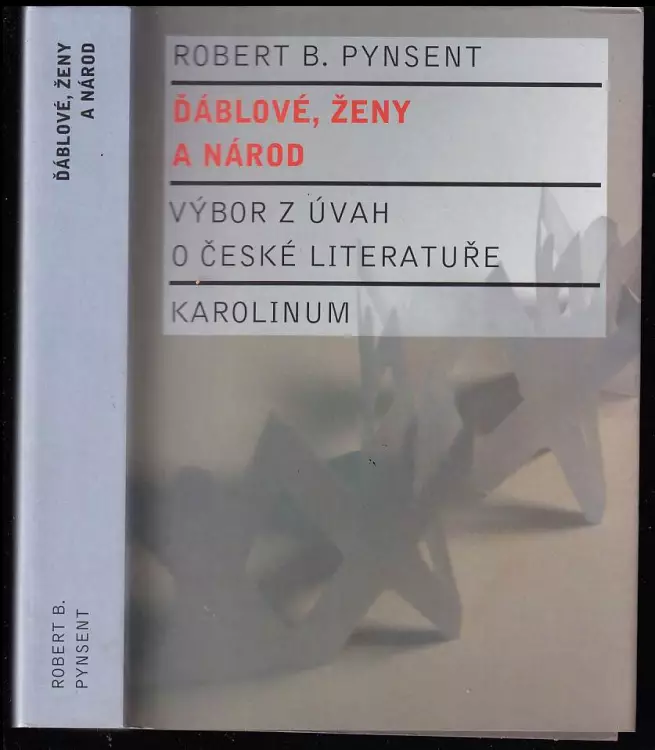 ĎÁBLOVÉ, ŽENY
A NÁROD
ROBERT B.
PYNSENT
ROBERT B. PYNSENT
ĎÁBLOVÉ, ŽENY
A NÁROD
VÝBOR Z ÚVAH
O ČESKÉ LITERATUŘE
KAROLINUM